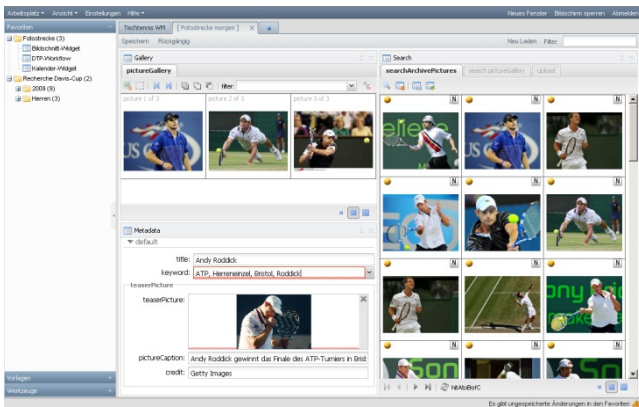 Arbeitsplatz Ansicht Einstellungen Hilfe Neues Fenster Bildschirm sperren Abmelden
Favoriten
Techtennis WM [ Fotostrecke morgen ] X
Fotostrecke (3)
Speichern Rückgängig Neu Laden Filter:
Bildschnitt-Widget
DTP-Workflow
Kalender-Widget
Recherche Davis-Cup (2)
2009 (9)
Herren (3)
Gallery
pictureGallery
filter:
picture 1 of 3 picture 2 of 3 picture 3 of 3
Metadata
default
title: Andy Roddick
keyword: ATP, Herreneinzel, Bristol, Roddick
teaserPicture
teaserPicture:
pictureCaption: Andy Roddick gewinnt das Finale des ATP-Turniers in Brist
credit: Getty Images
Search
searchArchivePictures search pictureGallery upload
N N N
N N N
N N N
N N N
Vorlagen
Werkzeuge
Es gibt ungespeicherte Änderungen in den Favoriten